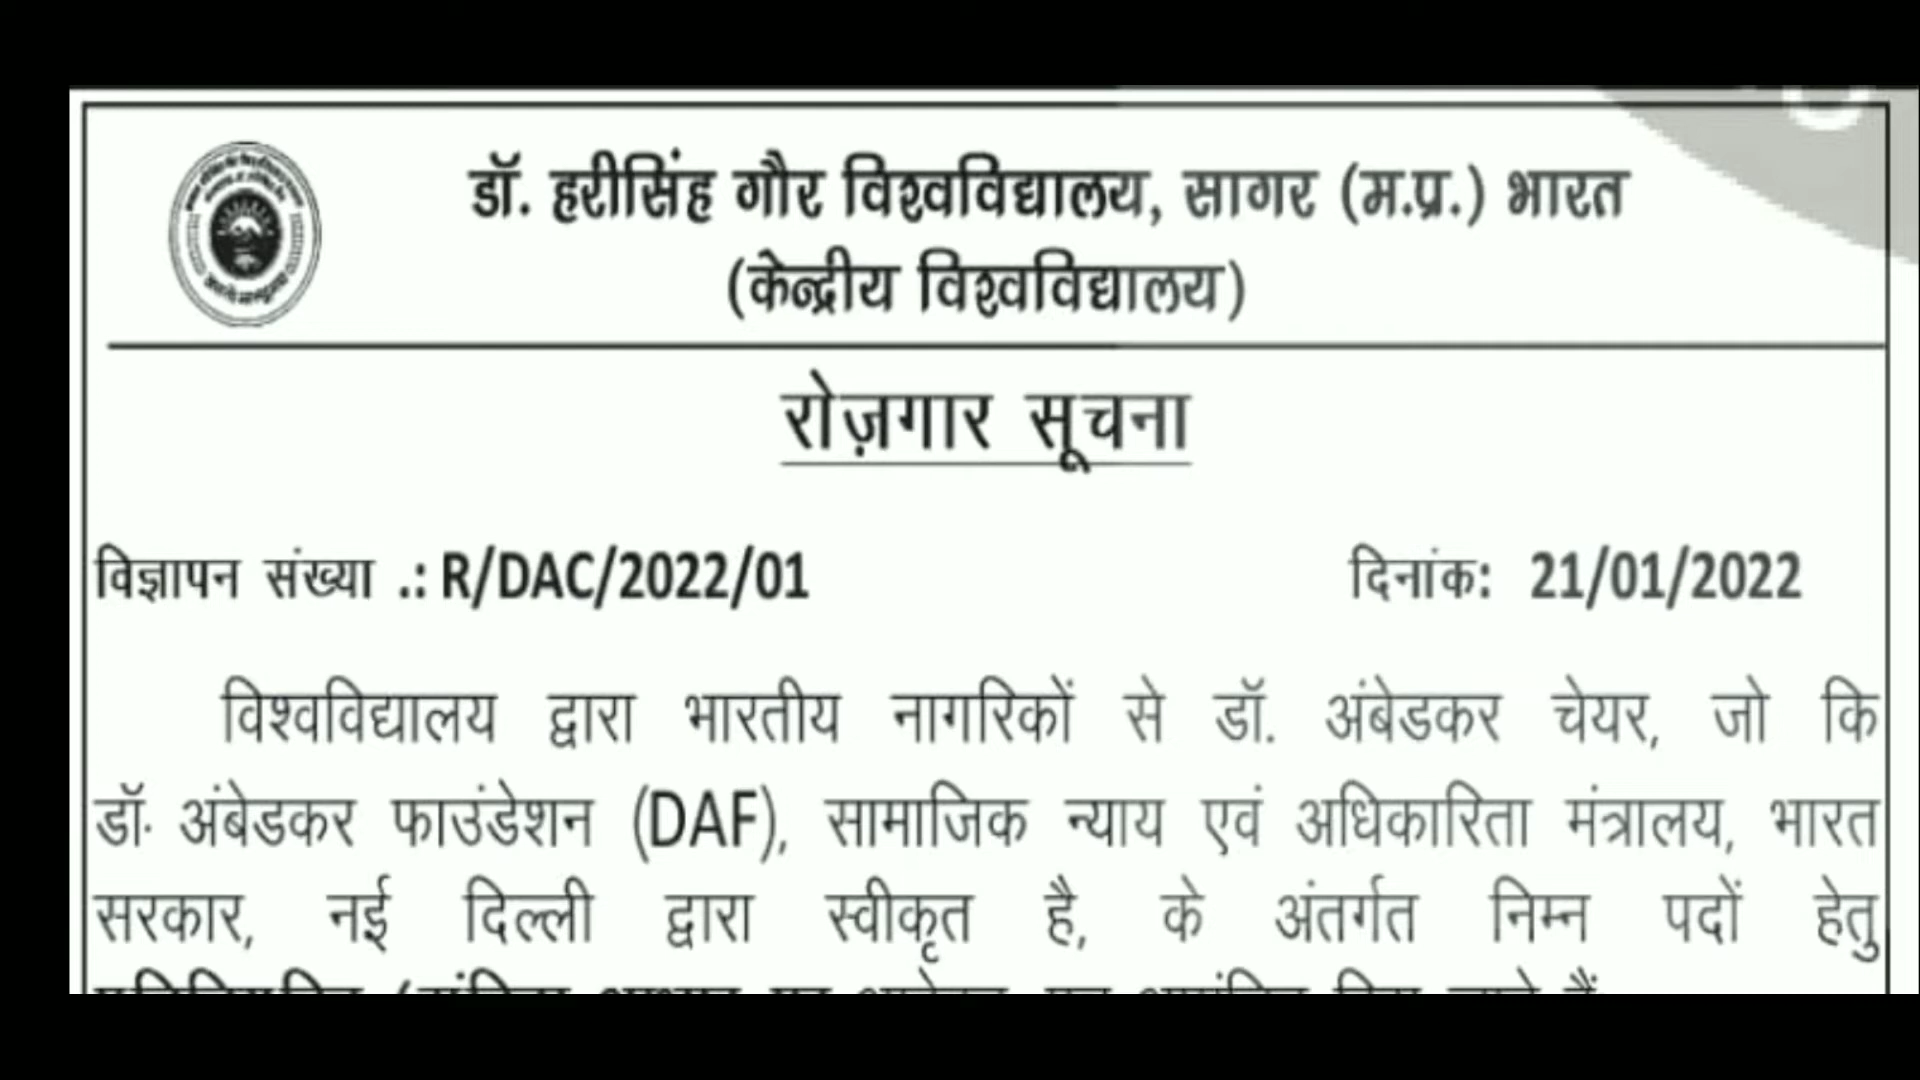 डॉ. हरीसिंह गौर विश्वविद्यालय, सागर (म.प्र.) भारत
(केन्द्रीय विश्वविद्यालय)
रोज़गार सूचना
विज्ञापन संख्या .: R/DAC/2022/01 दिनांक: 21/01/2022
विश्वविद्यालय द्वारा भारतीय नागरिकों से डॉ. अंबेडकर चेयर, जो कि
डॉ. अंबेडकर फाउंडेशन (DAF), सामाजिक न्याय एवं अधिकारिता मंत्रालय, भारत
सरकार, नई दिल्ली द्वारा स्वीकृत है, के अंतर्गत निम्न पदों हेतु